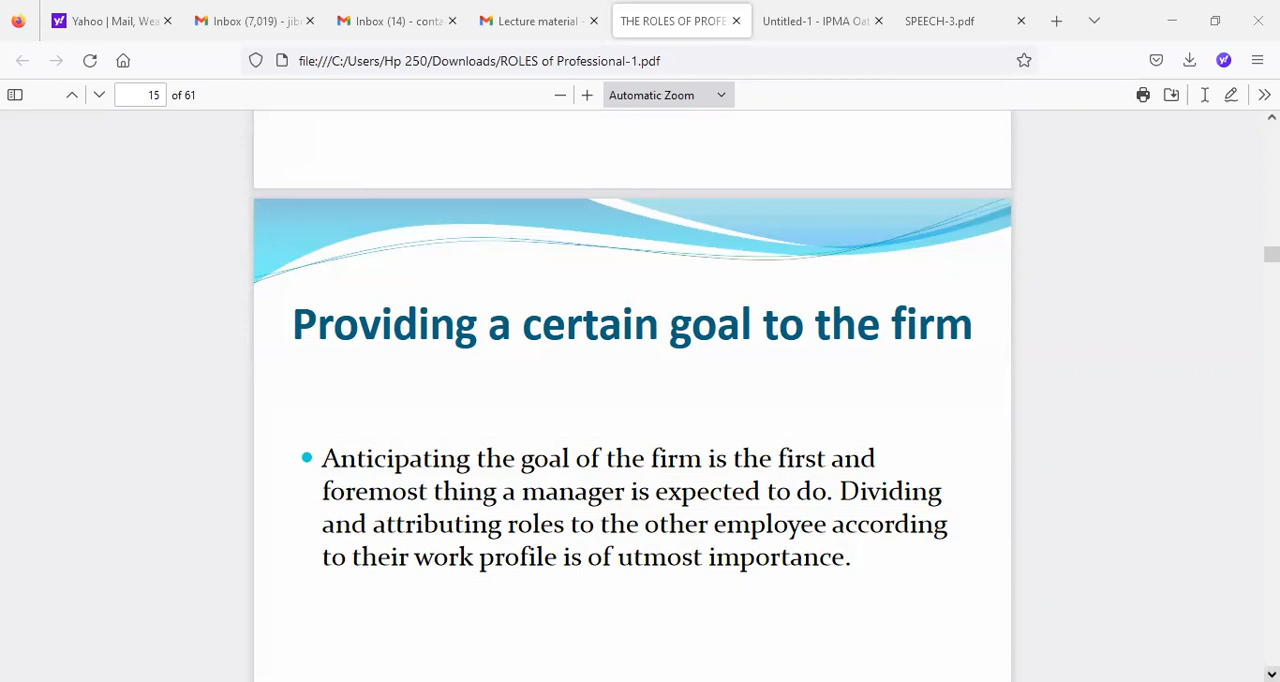 Yahoo | Mail, Wea
Inbox (7,019) - jib
Inbox (14) - conta
Lecture material -
THE ROLES OF PROFE
Untitled-1 - IPMA Oat
SPEECH-3.pdf
file:///C:/Users/Hp 250/Downloads/ROLES of Professional-1.pdf
15 of 61
Automatic Zoom
Providing a certain goal to the firm
Anticipating the goal of the firm is the first and
foremost thing a manager is expected to do. Dividing
and attributing roles to the other employee according
to their work profile is of utmost importance.